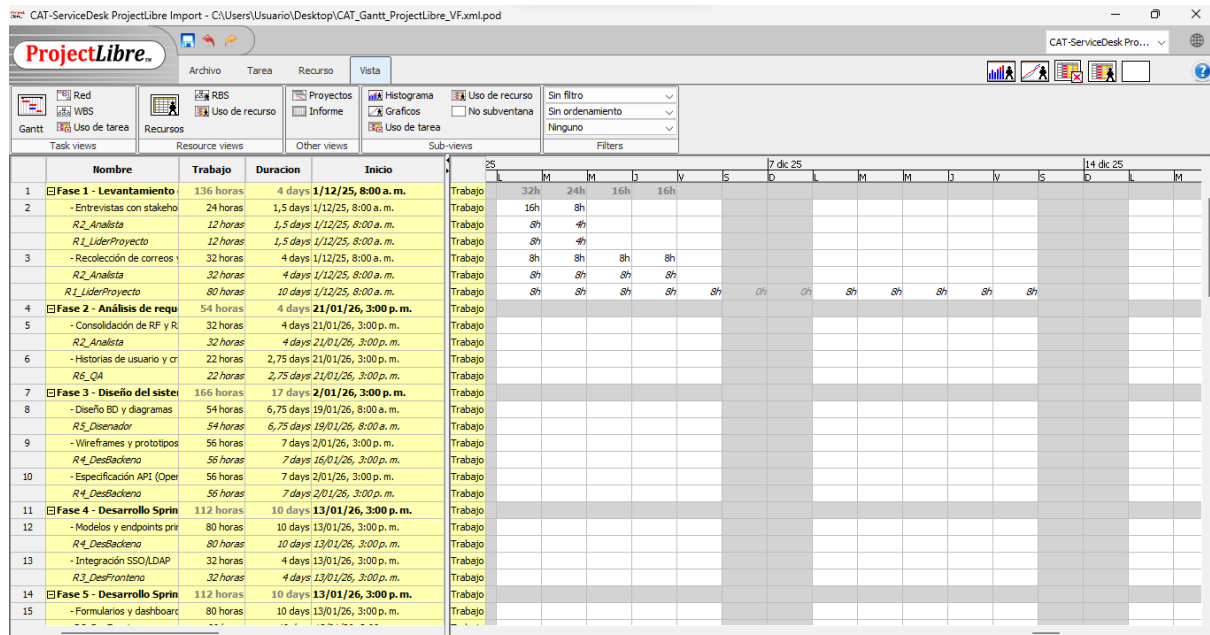 CAT-ServiceDesk ProjectLibre Import - C:\Users\Usuario\Desktop\CAT_Gantt_ProjectLibre_VF.xml.pod
ProjectLibre
CAT-ServiceDesk Pro...
Archivo Tarea Recurso Vista
Red RBS Proyectos Histograma Uso de recurso Sin filtro
WBS Uso de recurso Informe Graficos No subventana Sin ordenamiento
Gantt Uso de tarea Recursos Uso de tarea Ninguno
Task views Resource views Other views Sub-views Filters
25 7 dic 25 14 dic 25
Nombre Trabajo Duracion Inicio L M M J V S D L M M J V S D L M
1 Fase 1 - Levantamiento 136 horas 4 days 1/12/25, 8:00 a. m. Trabajo 32h 24h 16h 16h
2 - Entrevistas con stakeho 24 horas 1,5 days 1/12/25, 8:00 a. m. Trabajo 16h 8h
R2_Analista 12 horas 1,5 days 1/12/25, 8:00 a. m. Trabajo 8h 4h
R1_LiderProyecto 12 horas 1,5 days 1/12/25, 8:00 a. m. Trabajo 8h 4h
3 - Recolección de correos y 32 horas 4 days 1/12/25, 8:00 a. m. Trabajo 8h 8h 8h 8h
R2_Analista 32 horas 4 days 1/12/25, 8:00 a. m. Trabajo 8h 8h 8h 8h
R1_LiderProyecto 80 horas 10 days 1/12/25, 8:00 a. m. Trabajo 8h 8h 8h 8h 8h 0h 0h 8h 8h 8h 8h 8h
4 Fase 2 - Análisis de requ 54 horas 4 days 21/01/26, 3:00 p. m. Trabajo
5 - Consolidación de RF y R 32 horas 4 days 21/01/26, 3:00 p. m. Trabajo
R2_Analista 32 horas 4 days 21/01/26, 3:00 p. m. Trabajo
6 - Historias de usuario y cr 22 horas 2,75 days 21/01/26, 3:00 p. m. Trabajo
R6_QA 22 horas 2,75 days 21/01/26, 3:00 p. m. Trabajo
7 Fase 3 - Diseño del siste 166 horas 17 days 2/01/26, 3:00 p. m. Trabajo
8 - Diseño BD y diagramas 54 horas 6,75 days 19/01/26, 8:00 a. m. Trabajo
R5_Disenador 54 horas 6,75 days 19/01/26, 8:00 a. m. Trabajo
9 - Wireframes y prototipos 56 horas 7 days 2/01/26, 3:00 p. m. Trabajo
R4_DesBackend 56 horas 7 days 16/01/26, 3:00 p. m. Trabajo
10 - Especificación API (Oper 56 horas 7 days 2/01/26, 3:00 p. m. Trabajo
R4_DesBackend 56 horas 7 days 2/01/26, 3:00 p. m. Trabajo
11 Fase 4 - Desarrollo Sprin 112 horas 10 days 13/01/26, 3:00 p. m. Trabajo
12 - Modelos y endpoints prir 80 horas 10 days 13/01/26, 3:00 p. m. Trabajo
R4_DesBackend 80 horas 10 days 13/01/26, 3:00 p. m. Trabajo
13 - Integración SSO/LDAP 32 horas 4 days 13/01/26, 3:00 p. m. Trabajo
R3_DesFrontend 32 horas 4 days 13/01/26, 3:00 p. m. Trabajo
14 Fase 5 - Desarrollo Sprin 112 horas 10 days 13/01/26, 3:00 p. m. Trabajo
15 - Formularios y dashboard 80 horas 10 days 13/01/26, 3:00 p. m. Trabajo